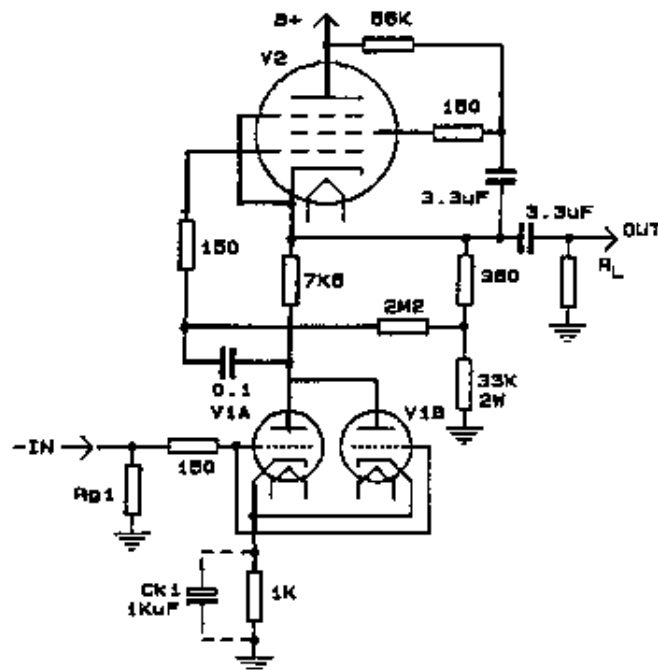 B+
56K
V2
150
3.3uF
3.3uF
OUT
150
7K5
360
RL
2M2
0.1
33K
2W
V1A
V1B
-IN
150
Rg1
Ck1
1KuF
1K